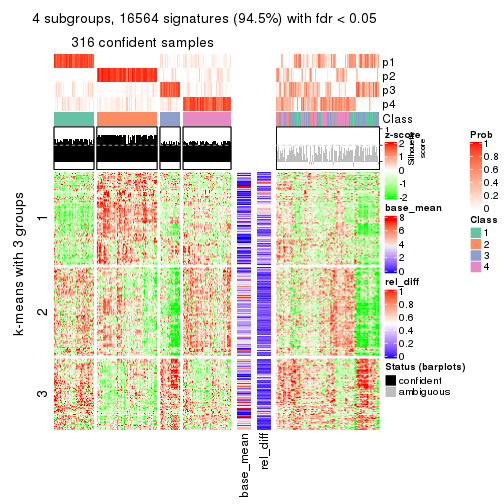 4 subgroups, 16564 signatures (94.5%) with fdr < 0.05
316 confident samples
p1
p2
p3
p4
Class
Silhouette
score
1
k-means with 3 groups
1
2
3
base_mean
rel_diff
z-score
2
1
0
-1
-2
base_mean
8
6
4
2
0
rel_diff
1
0.8
0.6
0.4
0.2
0
Status (barplots)
confident
ambiguous
Prob
1
0.8
0.6
0.4
0.2
0
Class
1
2
3
4